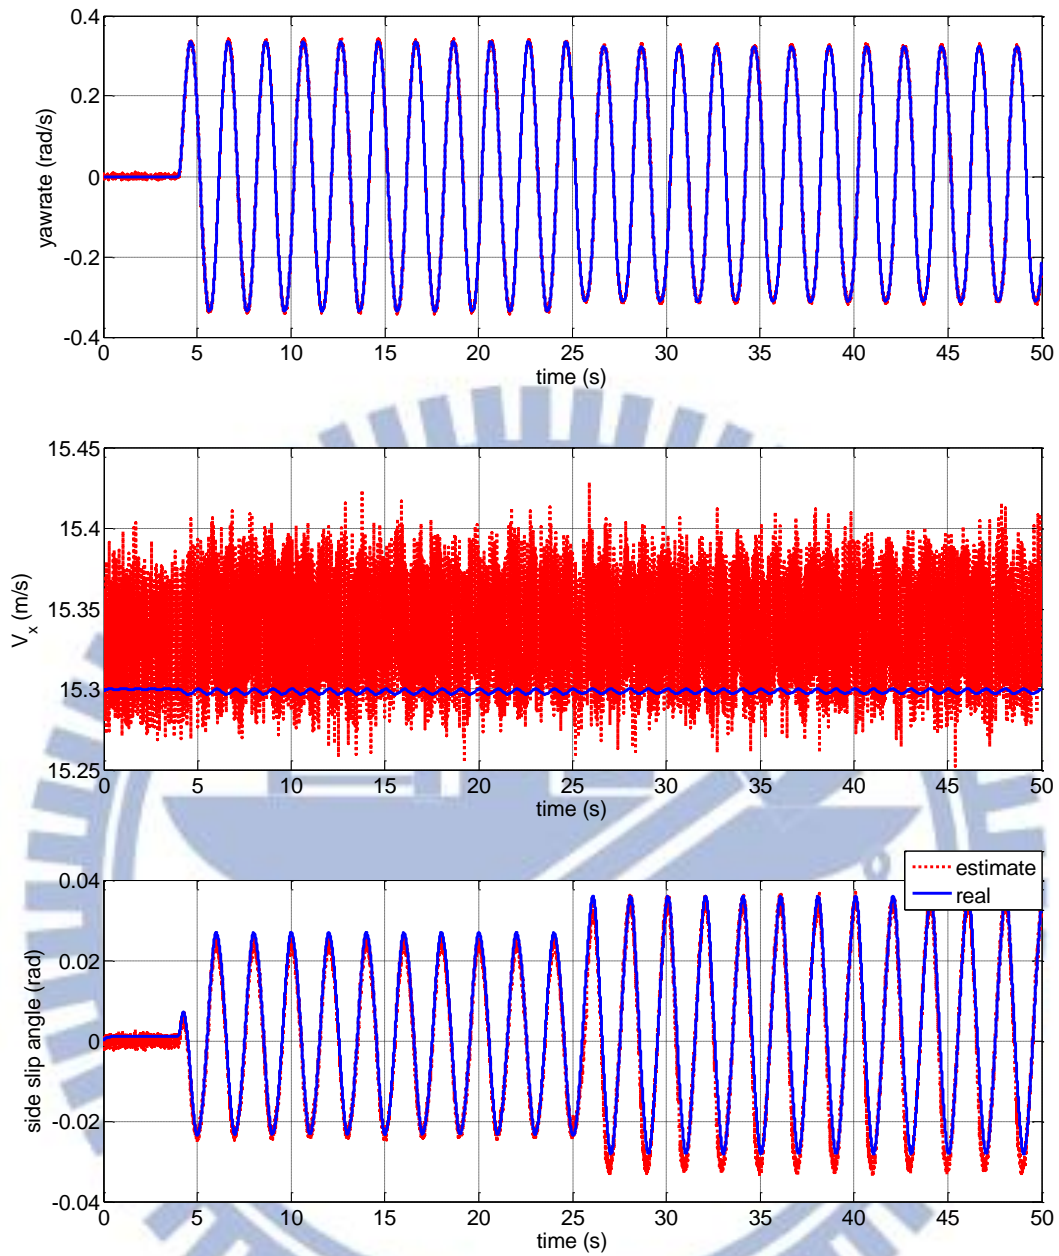 0.4
0.2
0
-0.2
-0.4
yawrate (rad/s)
0 5 10 15 20 25 30 35 40 45 50
time (s)
15.45
15.4
15.35
15.3
15.25
V_x (m/s)
0 5 10 15 20 25 30 35 40 45 50
time (s)
0.04
0.02
0
-0.02
-0.04
side slip angle (rad)
estimate
real
0 5 10 15 20 25 30 35 40 45 50
time (s)